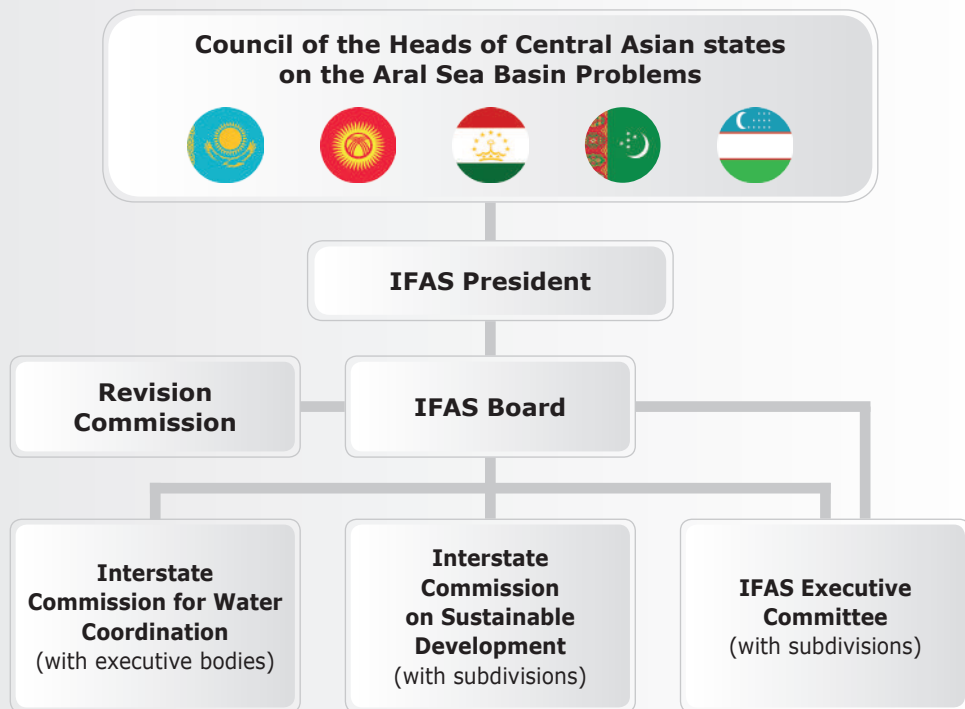 Council of the Heads of Central Asian states
on the Aral Sea Basin Problems
IFAS President
Revision
Commission
IFAS Board
Interstate
Commission for Water
Coordination
(with executive bodies)
Interstate
Commission
on Sustainable
Development
(with subdivisions)
IFAS Executive
Committee
(with subdivisions)